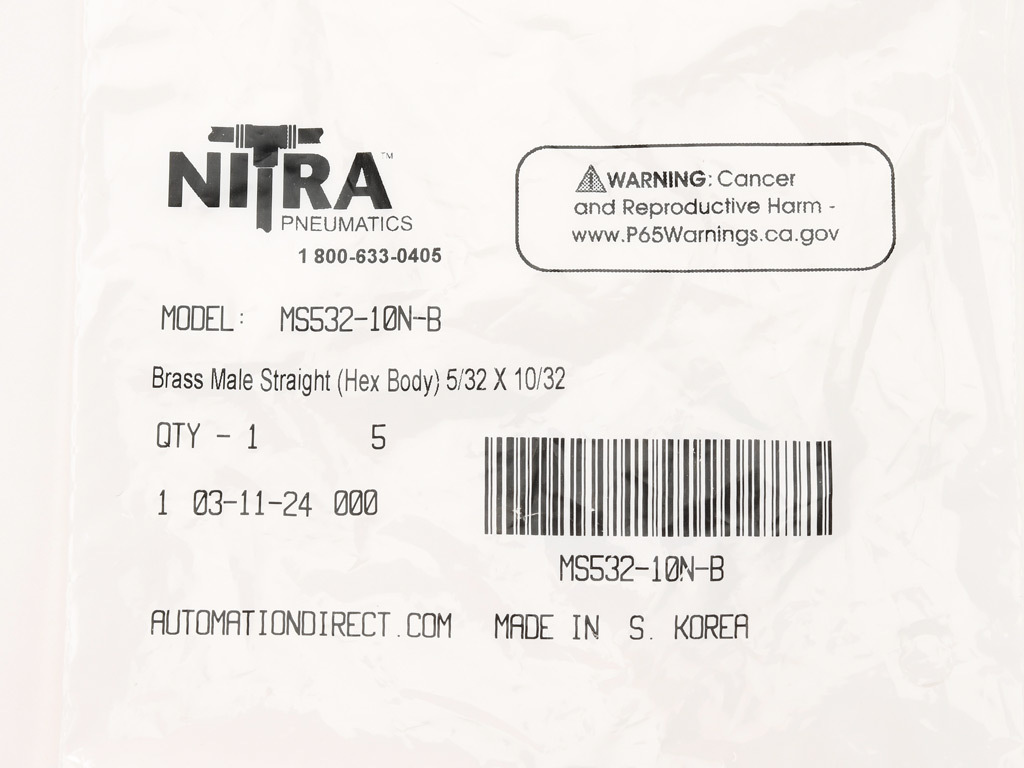 NITRA™
PNEUMATICS
1 800-633-0405
WARNING: Cancer
and Reproductive Harm -
www.P65Warnings.ca.gov
MODEL: MS532-10N-B
Brass Male Straight (Hex Body) 5/32 X 10/32
QTY - 1 5
1 03-11-24 000
MS532-10N-B
AUTOMATIONDIRECT.COM MADE IN S. KOREA